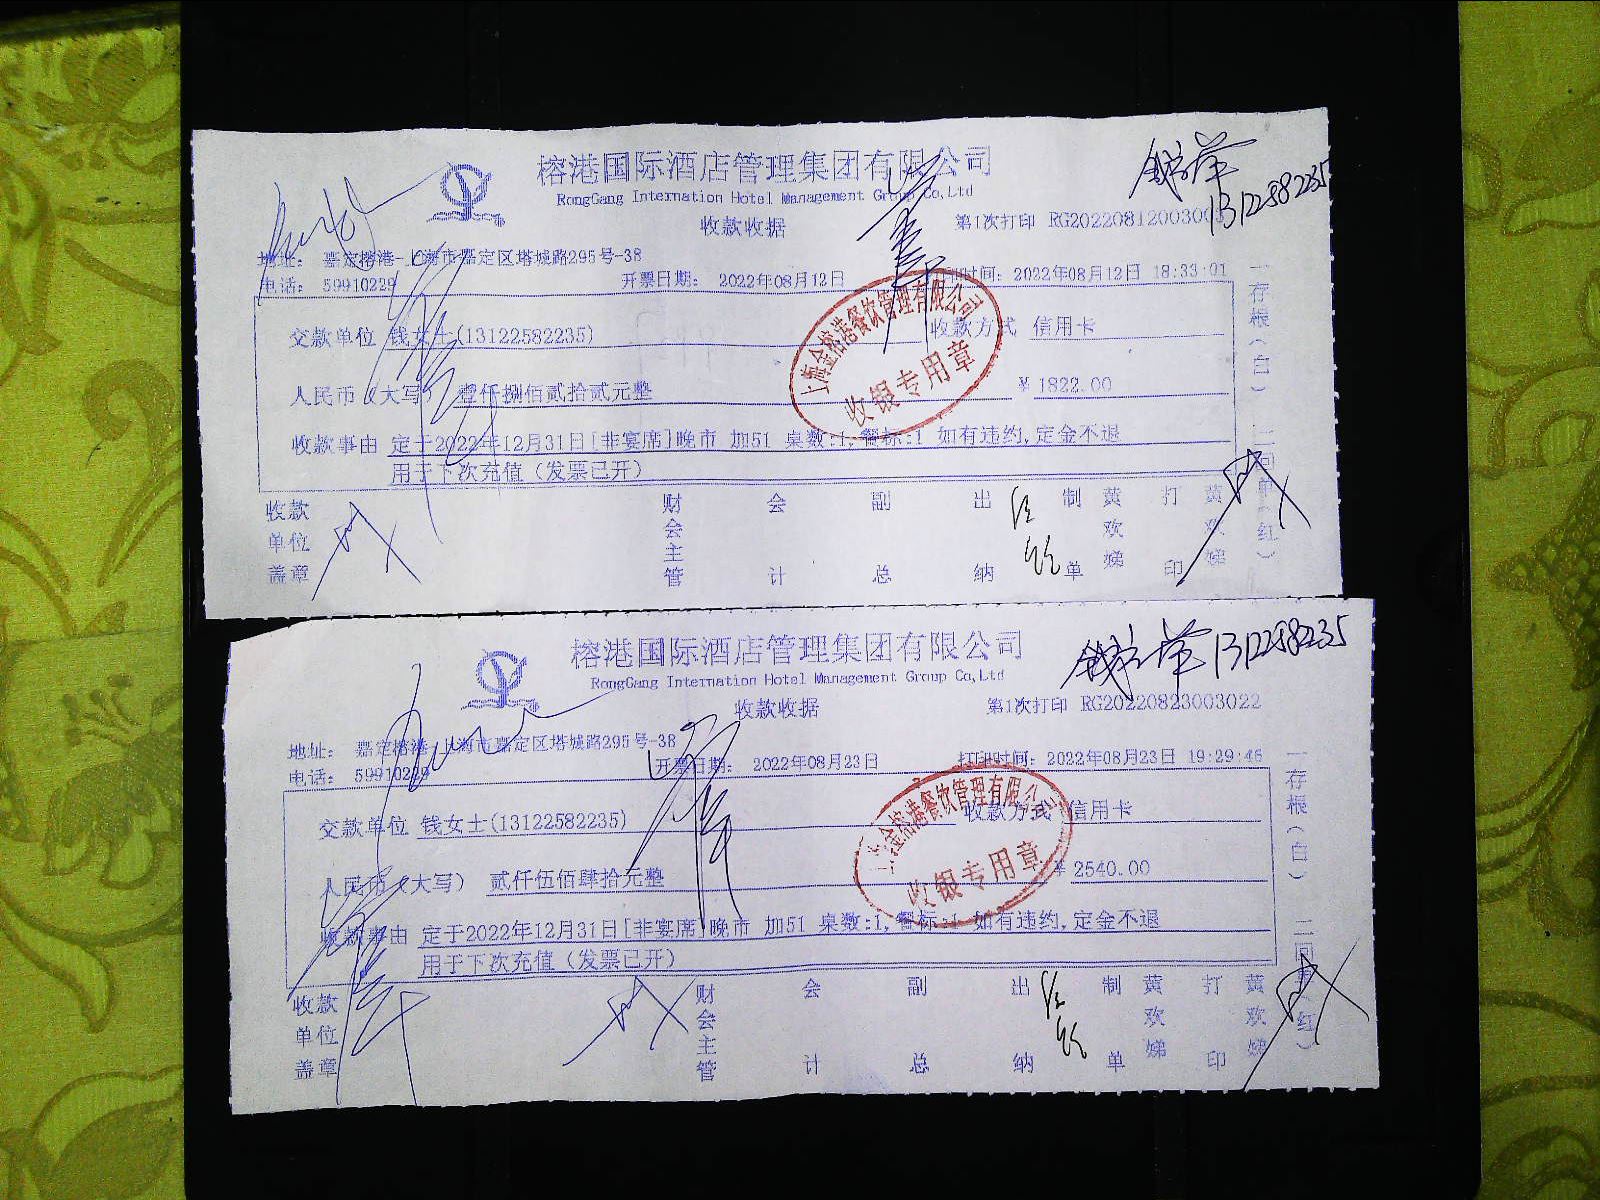 榕港国际酒店管理集团有限公司
RongGang Internation Hotel Management Group Co,Ltd
收款收据
第1次打印 RG2022081200300
13122582235
地址: 嘉定榕港-上海市嘉定区塔城路295号-38
电话: 59910229
开票日期: 2022年08月12日
印时间: 2022年08月12日 18:33:01
交款单位 钱女士(13122582235)
收款方式 信用卡
人民币(大写) 壹仟捌佰贰拾贰元整
¥1822.00
收款事由 定于2022年12月31日[非宴席]晚市 加51 桌数:1,餐标:1 如有违约,定金不退
用于下次充值(发票已开)
上海金榕港餐饮管理有限公司
收银专用章
收款单位盖章
财会主管 会计 副总 出纳 制单 黄欢娣 打印 黄欢娣
一存根(白) 二回单(红)
榕港国际酒店管理集团有限公司
RongGang Internation Hotel Management Group Co,Ltd
收款收据
第1次打印 RG20220823003022
地址: 嘉定榕港-上海市嘉定区塔城路295号-38
电话: 59910229
开票日期: 2022年08月23日
打印时间: 2022年08月23日 19:29:46
交款单位 钱女士(13122582235)
收款方式 信用卡
人民币(大写) 贰仟伍佰肆拾元整
¥2540.00
收款事由 定于2022年12月31日[非宴席]晚市 加51 桌数:1,餐标:1 如有违约,定金不退
用于下次充值(发票已开)
金榕港餐饮管理有限公
收银专用章
收款单位盖章
财会主管 会计 副总 出纳 制单 黄欢娣 打印 黄欢娣
一存根(白) 二回单(红)